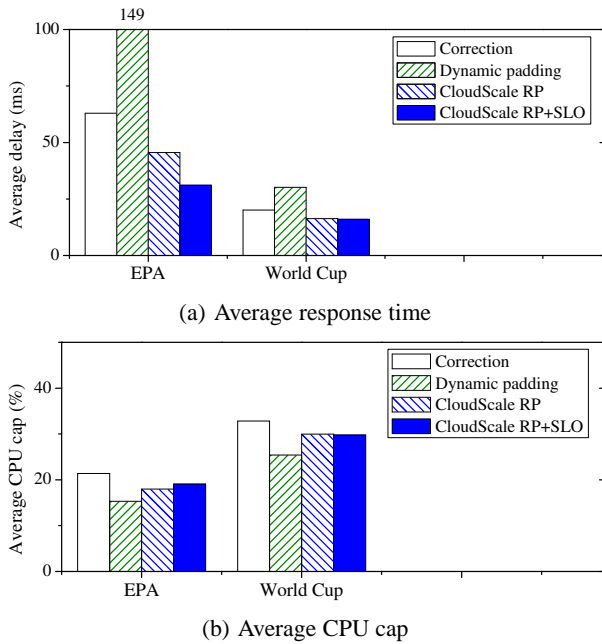 149
100
50
0
Average delay (ms)
Correction
Dynamic padding
CloudScale RP
CloudScale RP+SLO
EPA World Cup
(a) Average response time
40
20
0
Average CPU cap (%)
Correction
Dynamic padding
CloudScale RP
CloudScale RP+SLO
EPA World Cup
(b) Average CPU cap